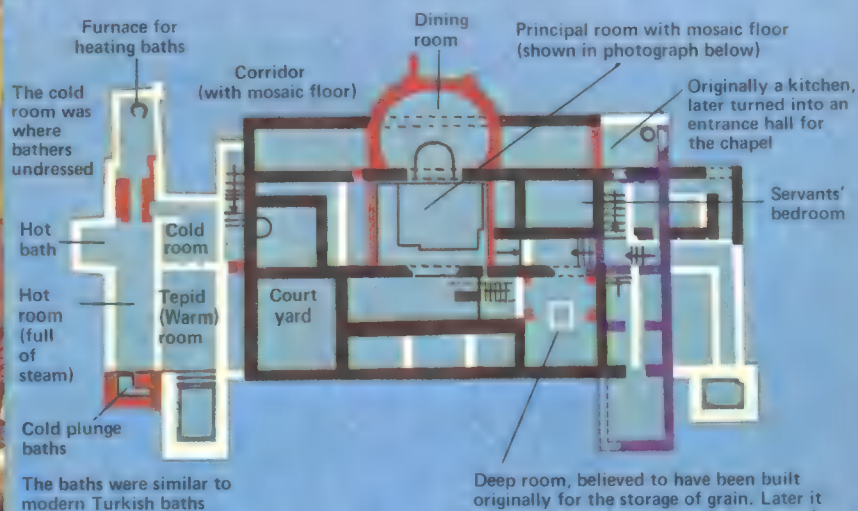 Furnace for
heating baths
Dining
room
Principal room with mosaic floor
(shown in photograph below)
The cold
room was
where
bathers
undressed
Corridor
(with mosaic floor)
Originally a kitchen,
later turned into an
entrance hall for
the chapel
Servants'
bedroom
Hot
bath
Cold
room
Hot
room
(full
of
steam)
Tepid
(Warm)
room
Court
yard
Cold plunge
baths
The baths were similar to
modern Turkish baths
Deep room, believed to have been built
originally for the storage of grain. Later it